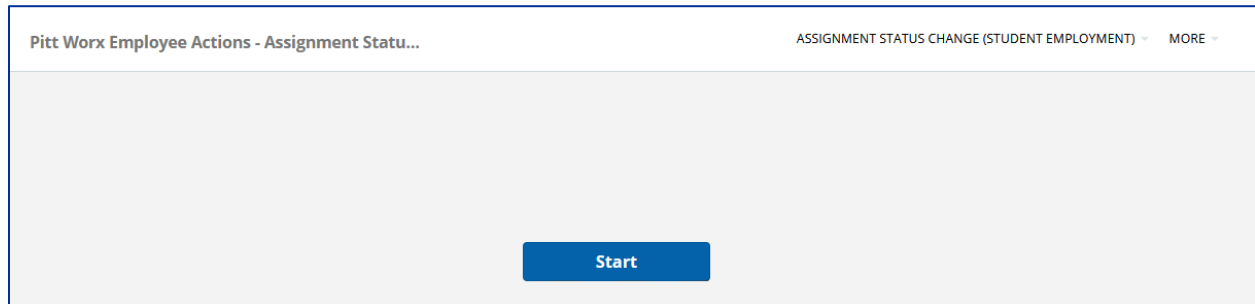 Pitt Worx Employee Actions - Assignment Statu...
ASSIGNMENT STATUS CHANGE (STUDENT EMPLOYMENT) MORE
Start